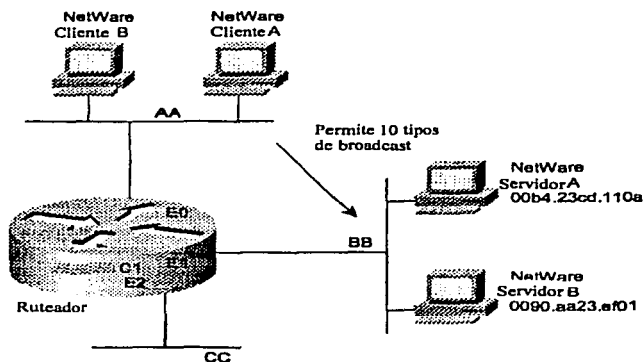 NetWare
Cliente B
NetWare
Cliente A
AA
Permite 10 tipos
de broadcast
NetWare
Servidor A
00b4.23cd.110a
E0
BB
E1
C1
E2
Ruteador
NetWare
Servidor B
0090.aa23.ef01
CC